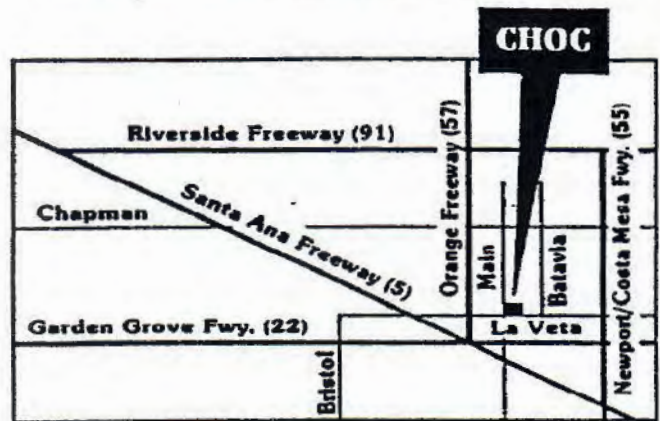 CHOC
Riverside Freeway (91)
Orange Freeway (57)
Newport/Costa Mesa Fwy. (55)
Santa Ana Freeway (5)
Chapman
Main
Batavia
Garden Grove Fwy. (22)
La Veta
Bristol